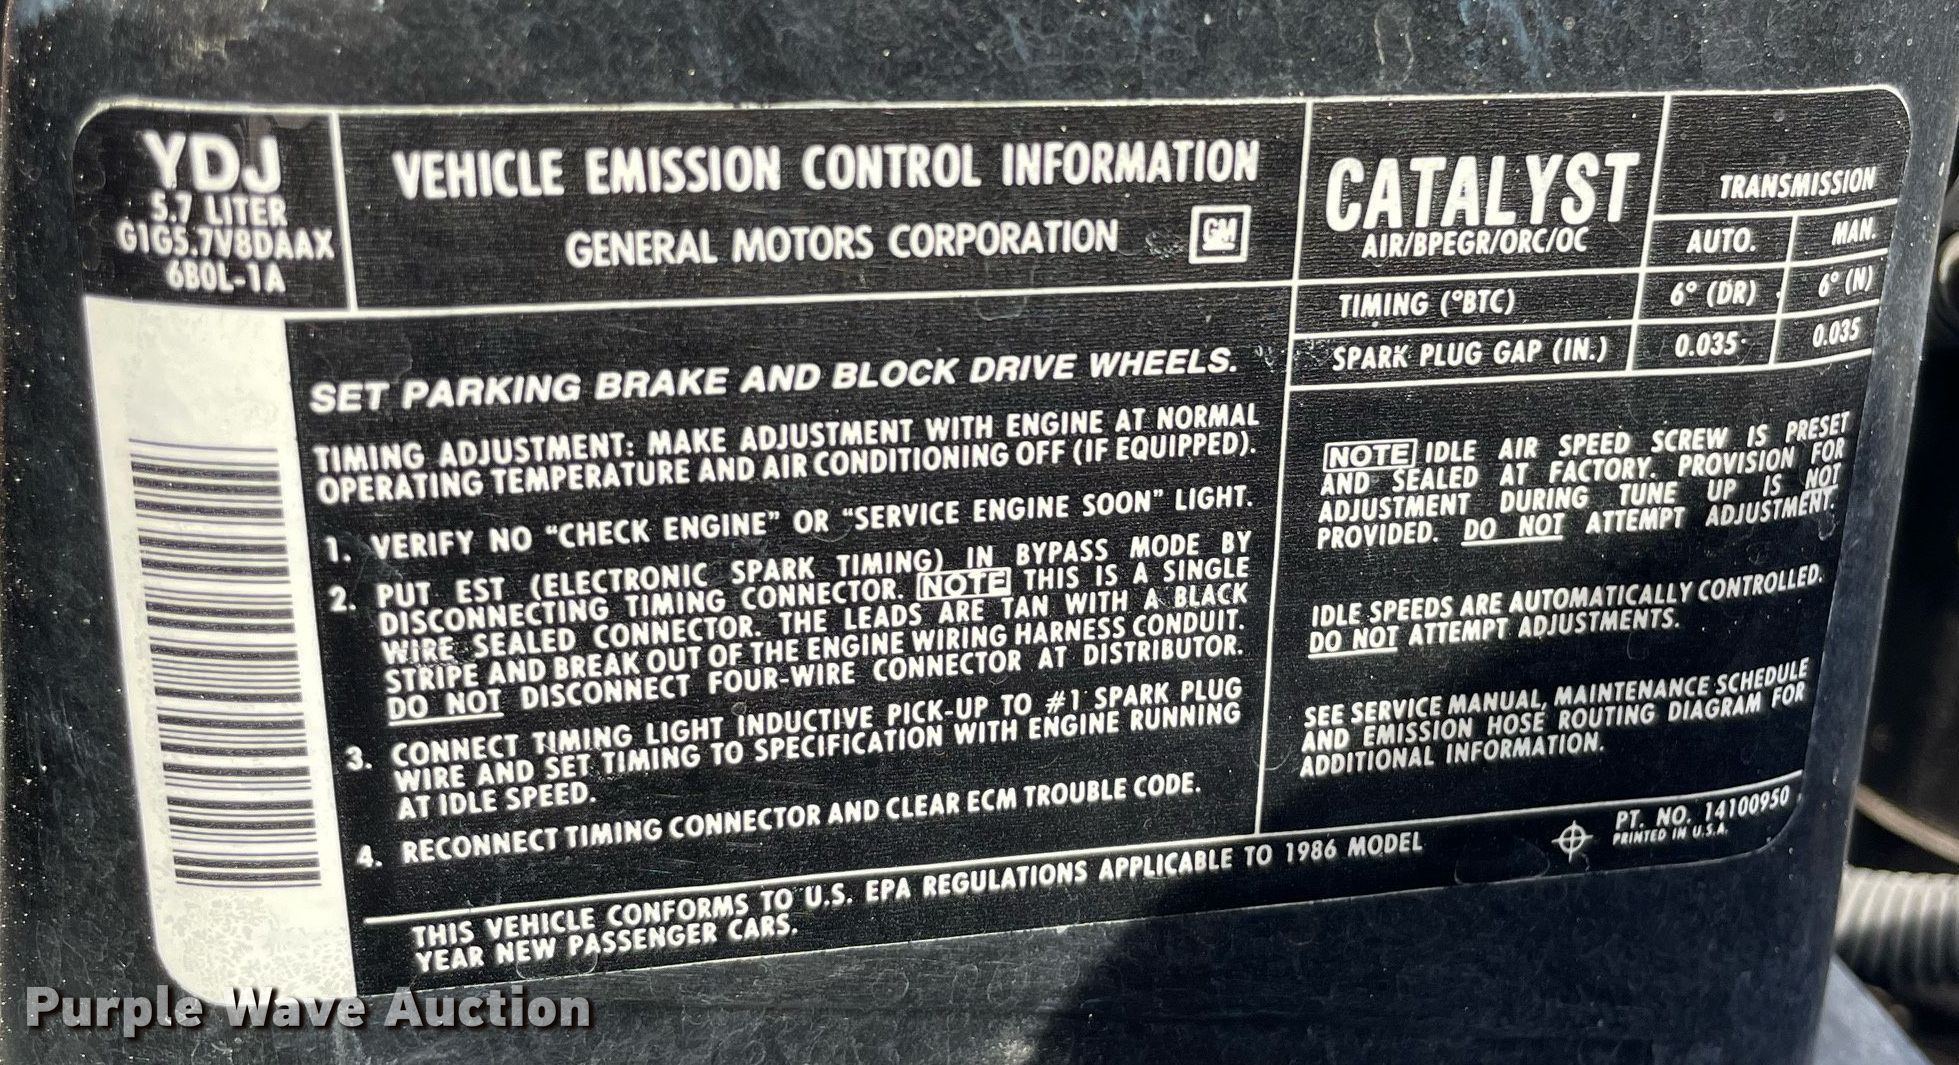 YDJ
5.7 LITER
G1G5.7V8DAAX
6B0L-1A
VEHICLE EMISSION CONTROL INFORMATION
GENERAL MOTORS CORPORATION
GM
CATALYST
AIR/BPEGR/ORC/OC
TRANSMISSION
AUTO. MAN.
TIMING (°BTC) 6° (DR) 6° (N)
SPARK PLUG GAP (IN.) 0.035 0.035
SET PARKING BRAKE AND BLOCK DRIVE WHEELS.
TIMING ADJUSTMENT: MAKE ADJUSTMENT WITH ENGINE AT NORMAL
OPERATING TEMPERATURE AND AIR CONDITIONING OFF (IF EQUIPPED).
1. VERIFY NO "CHECK ENGINE" OR "SERVICE ENGINE SOON" LIGHT.
2. PUT EST (ELECTRONIC SPARK TIMING) IN BYPASS MODE BY
DISCONNECTING TIMING CONNECTOR. NOTE THIS IS A SINGLE
WIRE SEALED CONNECTOR. THE LEADS ARE TAN WITH A BLACK
STRIPE AND BREAK OUT OF THE ENGINE WIRING HARNESS CONDUIT.
DO NOT DISCONNECT FOUR-WIRE CONNECTOR AT DISTRIBUTOR.
3. CONNECT TIMING LIGHT INDUCTIVE PICK-UP TO #1 SPARK PLUG
WIRE AND SET TIMING TO SPECIFICATION WITH ENGINE RUNNING
AT IDLE SPEED.
4. RECONNECT TIMING CONNECTOR AND CLEAR ECM TROUBLE CODE.
NOTE IDLE AIR SPEED SCREW IS PRESET
AND SEALED AT FACTORY. PROVISION FOR
ADJUSTMENT DURING TUNE UP IS NOT
PROVIDED. DO NOT ATTEMPT ADJUSTMENT.
IDLE SPEEDS ARE AUTOMATICALLY CONTROLLED.
DO NOT ATTEMPT ADJUSTMENTS.
SEE SERVICE MANUAL, MAINTENANCE SCHEDULE
AND EMISSION HOSE ROUTING DIAGRAM FOR
ADDITIONAL INFORMATION.
THIS VEHICLE CONFORMS TO U.S. EPA REGULATIONS APPLICABLE TO 1986 MODEL
YEAR NEW PASSENGER CARS.
PT. NO. 14100950
PRINTED IN U.S.A.
Purple Wave Auction